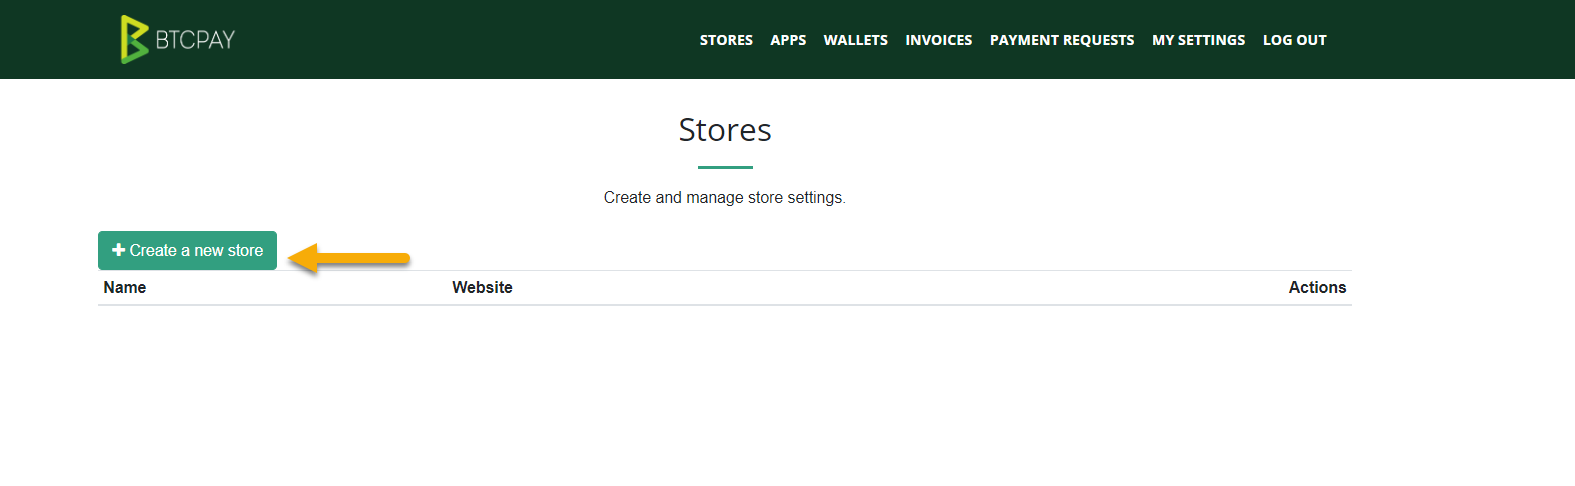 BTCPAY
STORES APPS WALLETS INVOICES PAYMENT REQUESTS MY SETTINGS LOG OUT
Stores
Create and manage store settings.
Create a new store
Name Website Actions